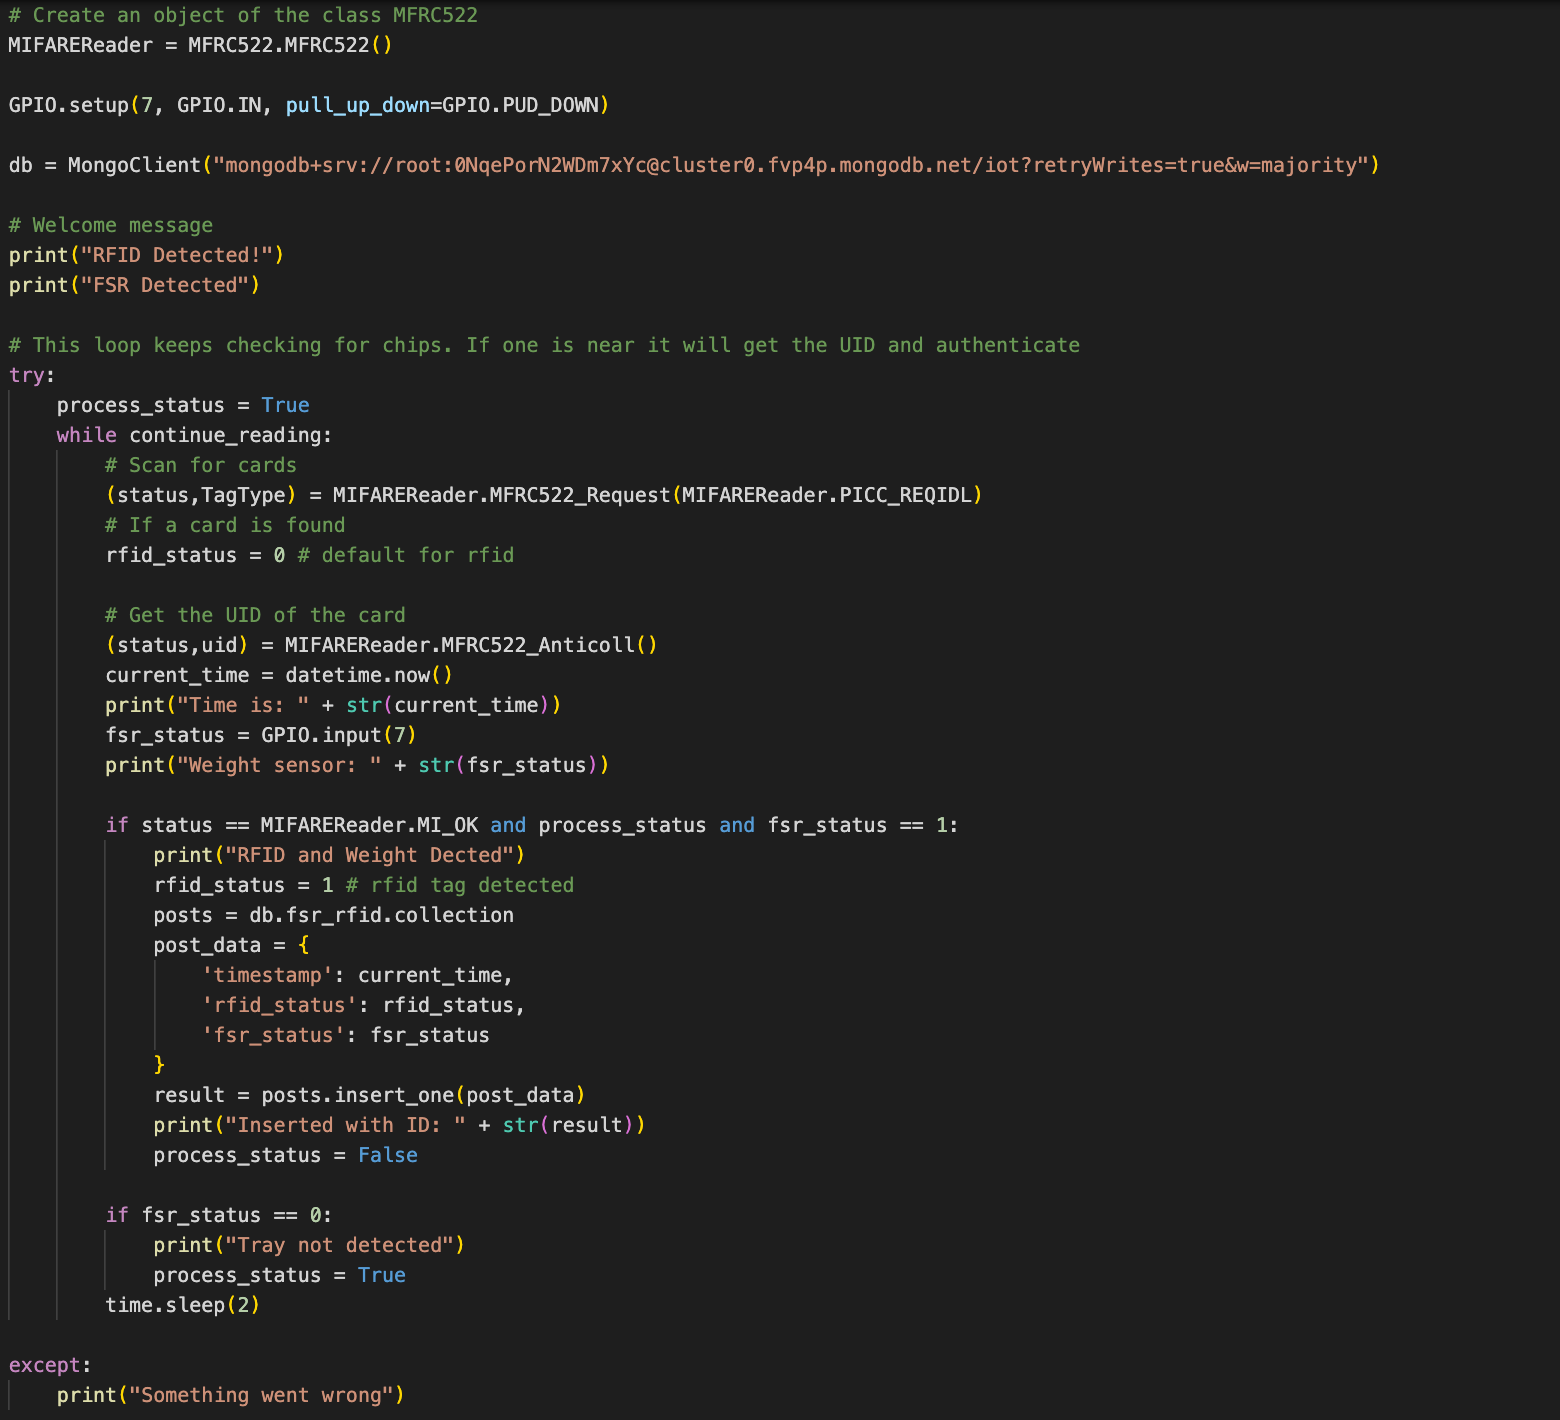 # Create an object of the class MFRC522
MIFAREReader = MFRC522.MFRC522()

GPIO.setup(7, GPIO.IN, pull_up_down=GPIO.PUD_DOWN)

db = MongoClient("mongodb+srv://root:0NqePorN2WDm7xYc@cluster0.fvp4p.mongodb.net/iot?retryWrites=true&w=majority")

# Welcome message
print("RFID Detected!")
print("FSR Detected")

# This loop keeps checking for chips. If one is near it will get the UID and authenticate
try:
    process_status = True
    while continue_reading:
        # Scan for cards
        (status,TagType) = MIFAREReader.MFRC522_Request(MIFAREReader.PICC_REQIDL)
        # If a card is found
        rfid_status = 0 # default for rfid

        # Get the UID of the card
        (status,uid) = MIFAREReader.MFRC522_Anticoll()
        current_time = datetime.now()
        print("Time is: " + str(current_time))
        fsr_status = GPIO.input(7)
        print("Weight sensor: " + str(fsr_status))

        if status == MIFAREReader.MI_OK and process_status and fsr_status == 1:
            print("RFID and Weight Dected")
            rfid_status = 1 # rfid tag detected
            posts = db.fsr_rfid.collection
            post_data = {
                'timestamp': current_time,
                'rfid_status': rfid_status,
                'fsr_status': fsr_status
            }
            result = posts.insert_one(post_data)
            print("Inserted with ID: " + str(result))
            process_status = False

        if fsr_status == 0:
            print("Tray not detected")
            process_status = True
        time.sleep(2)

except:
    print("Something went wrong")